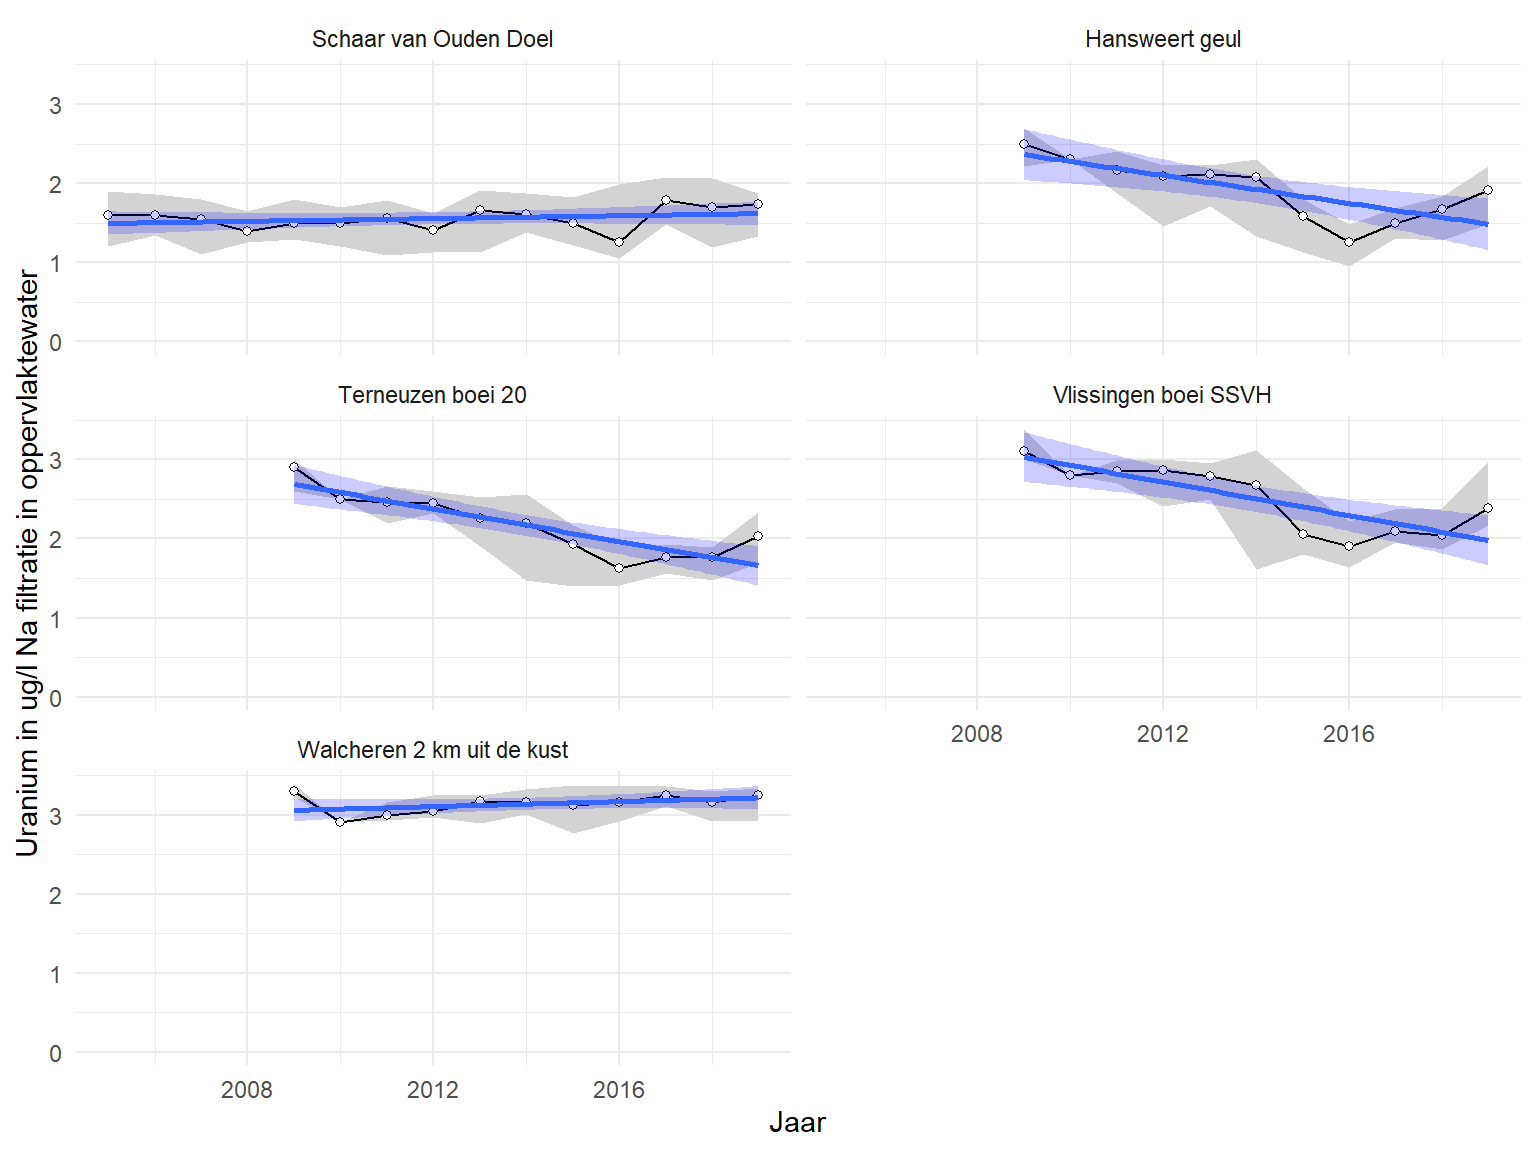 Schaar van Ouden Doel
Hansweert geul
3
2
1
0
Terneuzen boei 20
Vlissingen boei SSVH
3
2
1
0
2008 2012 2016
Walcheren 2 km uit de kust
3
2
1
0
2008 2012 2016
Jaar
Uranium in ug/l Na filtratie in oppervlaktewater